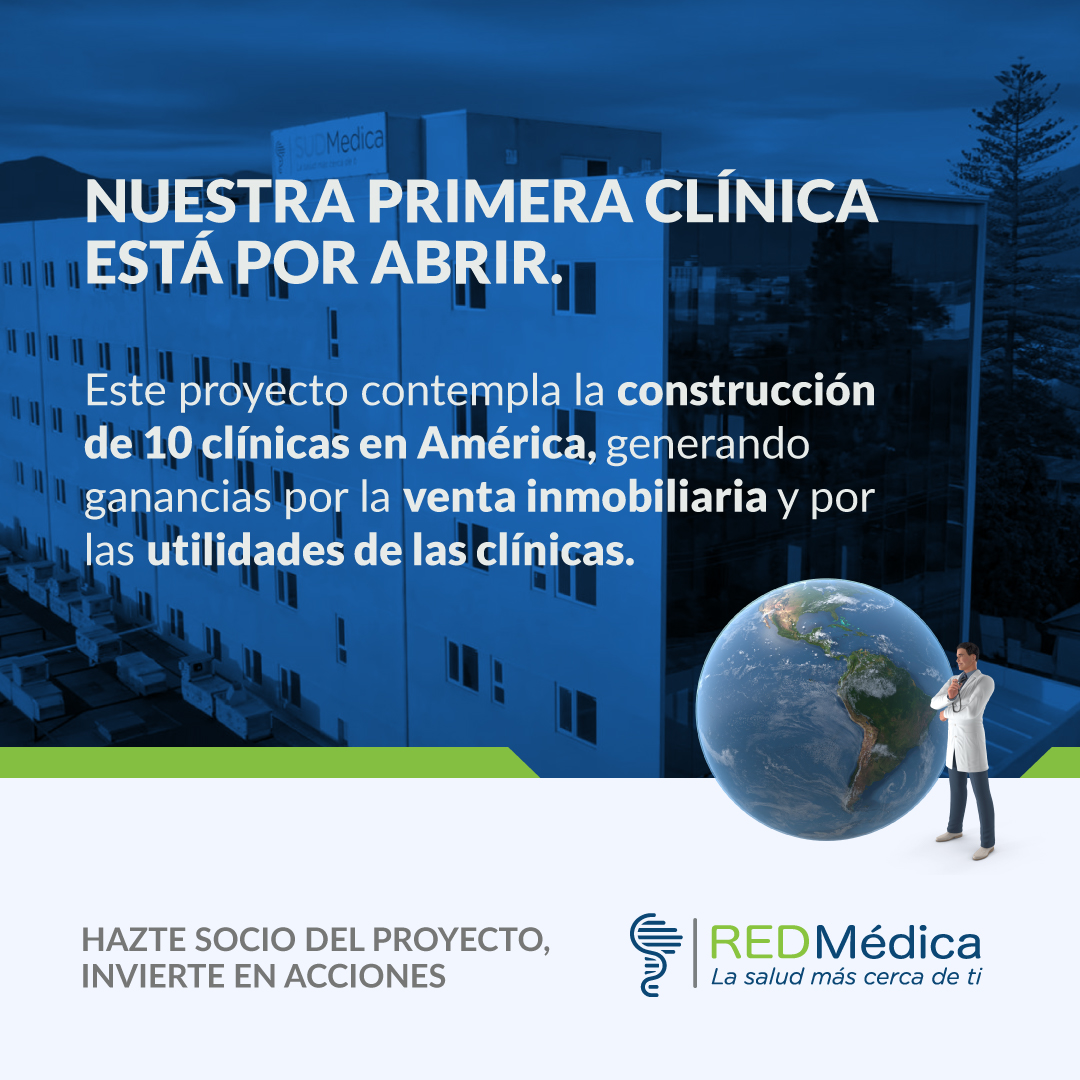 SUDMedica
NUESTRA PRIMERA CLÍNICA
ESTÁ POR ABRIR.
Este proyecto contempla la construcción
de 10 clínicas en América, generando
ganancias por la venta inmobiliaria y por
las utilidades de las clínicas.
HAZTE SOCIO DEL PROYECTO,
INVIERTE EN ACCIONES
REDMédica
La salud más cerca de ti